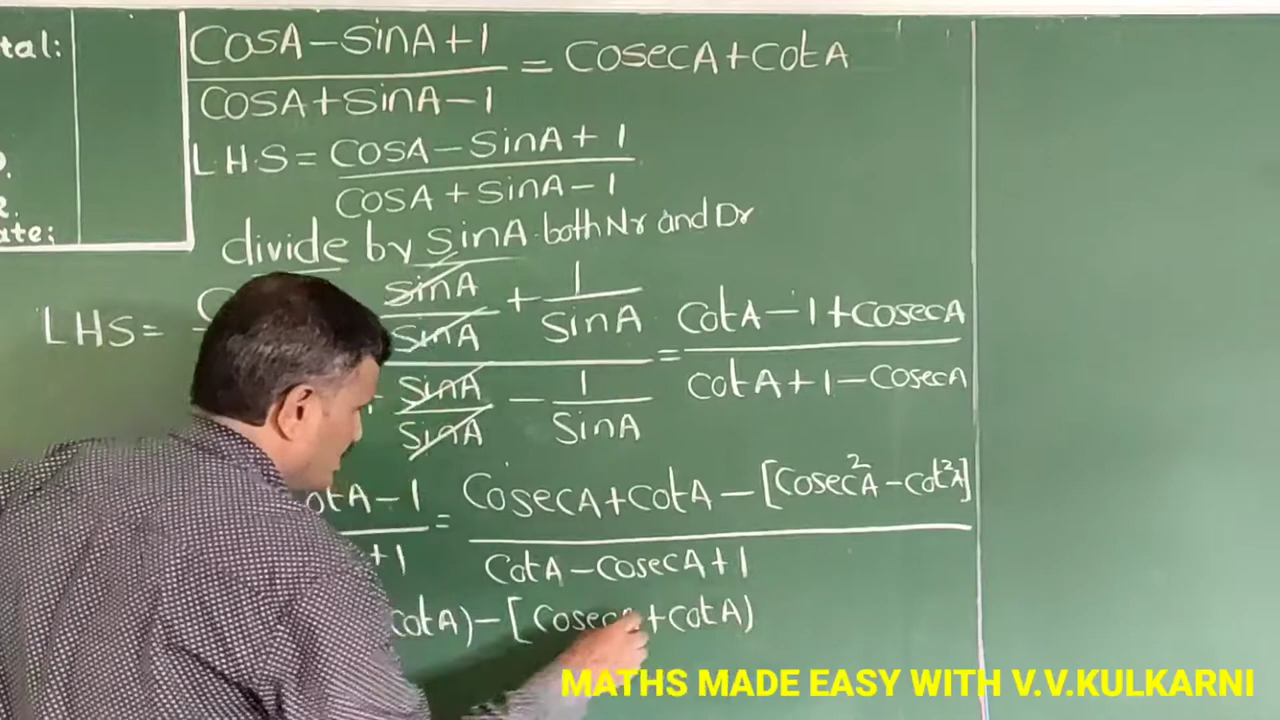 tal:
ate:
CosA-sinA+1 / COSA+SinA-1 = CosecA+CotA
L.H.S = COSA-SinA+1 / COSA+SinA-1
divide by sinA. both Nr and Dr
LHS= sinA/sinA + 1/SinA / sinA/SinA - 1/SinA = cotA-1+cosecA / cotA+1-cosecA
otA-1 / +1 = CosecA+cotA-[Cosec²A-cot²A] / CotA-cosecA+1
cotA)-[Cosec +cotA)
MATHS MADE EASY WITH V.V.KULKARNI